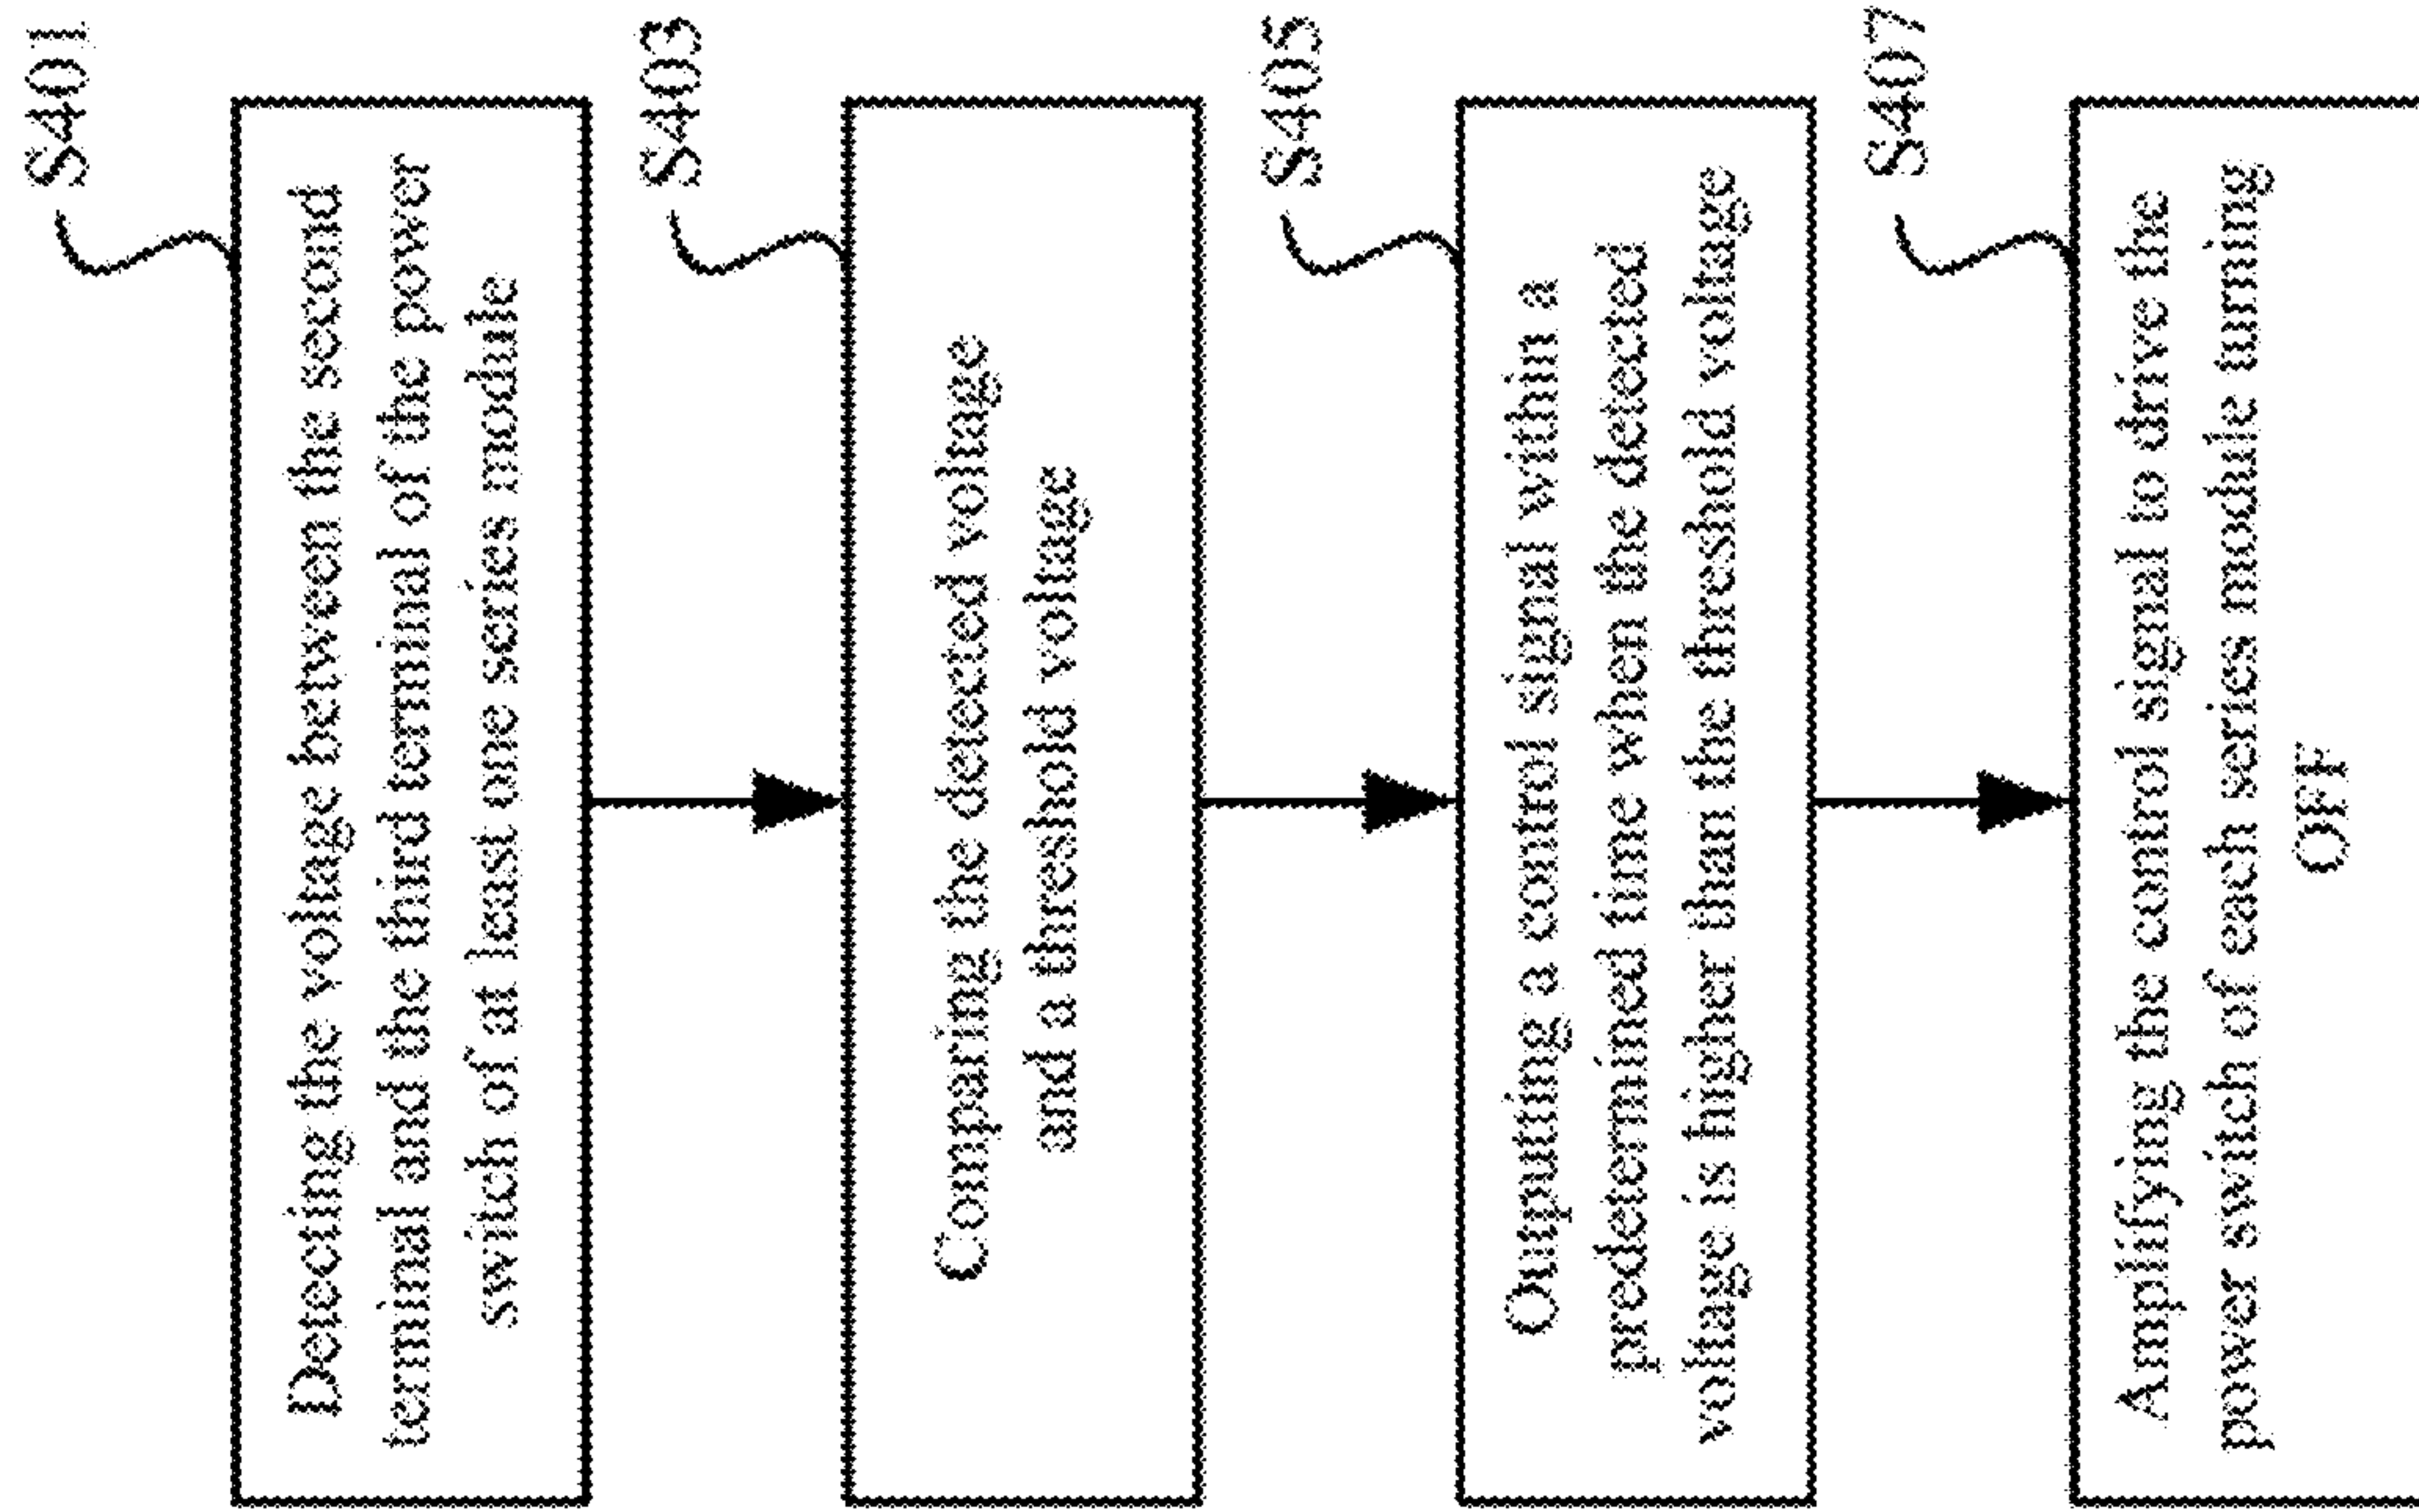 S401
Detecting the voltage between the second
terminal and the third terminal of the power
switch of at least one series module
S403
Comparing the detected voltage
and a threshold voltage
S405
Outputting a control signal within a
predetermined time when the detected
voltage is higher than the threshold voltage
S407
Amplifying the control signal to drive the
power switch of each series module turning
OFF